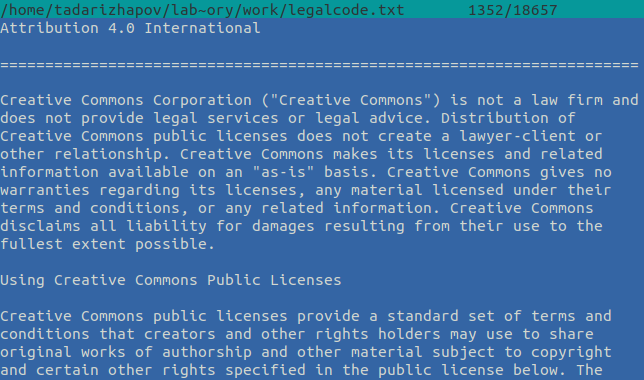 /home/tadarizhapov/lab~ory/work/legalcode.txt 1352/18657
Attribution 4.0 International
=======================================================================
Creative Commons Corporation ("Creative Commons") is not a law firm and
does not provide legal services or legal advice. Distribution of
Creative Commons public licenses does not create a lawyer-client or
other relationship. Creative Commons makes its licenses and related
information available on an "as-is" basis. Creative Commons gives no
warranties regarding its licenses, any material licensed under their
terms and conditions, or any related information. Creative Commons
disclaims all liability for damages resulting from their use to the
fullest extent possible.
Using Creative Commons Public Licenses
Creative Commons public licenses provide a standard set of terms and
conditions that creators and other rights holders may use to share
original works of authorship and other material subject to copyright
and certain other rights specified in the public license below. The